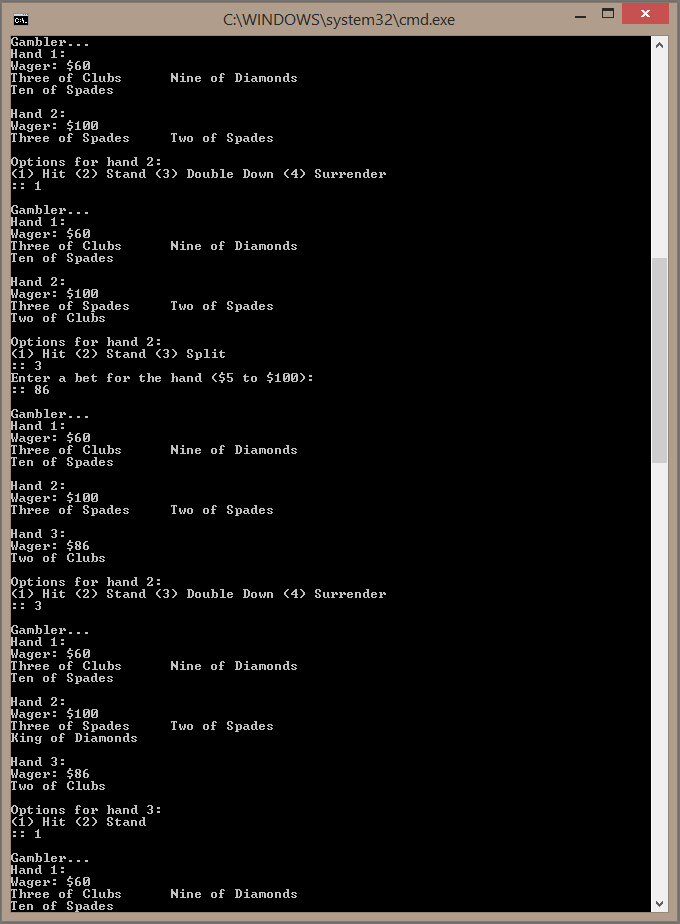 C:\WINDOWS\system32\cmd.exe
Gambler...
Hand 1:
Wager: $60
Three of Clubs      Nine of Diamonds
Ten of Spades

Hand 2:
Wager: $100
Three of Spades     Two of Spades

Options for hand 2:
(1) Hit (2) Stand (3) Double Down (4) Surrender
:: 1

Gambler...
Hand 1:
Wager: $60
Three of Clubs      Nine of Diamonds
Ten of Spades

Hand 2:
Wager: $100
Three of Spades     Two of Spades
Two of Clubs

Options for hand 2:
(1) Hit (2) Stand (3) Split
:: 3
Enter a bet for the hand ($5 to $100):
:: 86

Gambler...
Hand 1:
Wager: $60
Three of Clubs      Nine of Diamonds
Ten of Spades

Hand 2:
Wager: $100
Three of Spades     Two of Spades

Hand 3:
Wager: $86
Two of Clubs

Options for hand 2:
(1) Hit (2) Stand (3) Double Down (4) Surrender
:: 3

Gambler...
Hand 1:
Wager: $60
Three of Clubs      Nine of Diamonds
Ten of Spades

Hand 2:
Wager: $100
Three of Spades     Two of Spades
King of Diamonds

Hand 3:
Wager: $86
Two of Clubs

Options for hand 3:
(1) Hit (2) Stand
:: 1

Gambler...
Hand 1:
Wager: $60
Three of Clubs      Nine of Diamonds
Ten of Spades